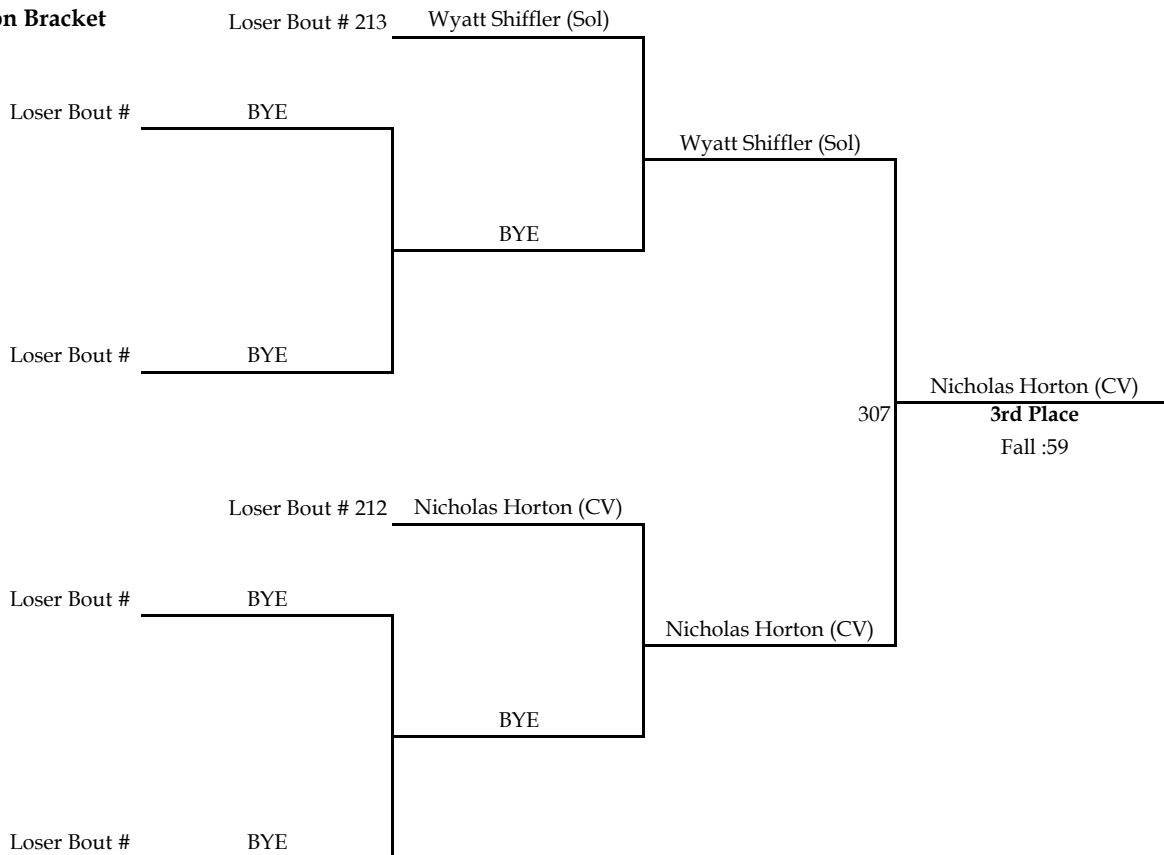 on Bracket
Loser Bout # 213 Wyatt Shiffler (Sol)
Loser Bout # BYE
Wyatt Shiffler (Sol)
BYE
Loser Bout # BYE
Nicholas Horton (CV)
307 3rd Place
Fall :59
Loser Bout # 212 Nicholas Horton (CV)
Loser Bout # BYE
Nicholas Horton (CV)
BYE
Loser Bout # BYE